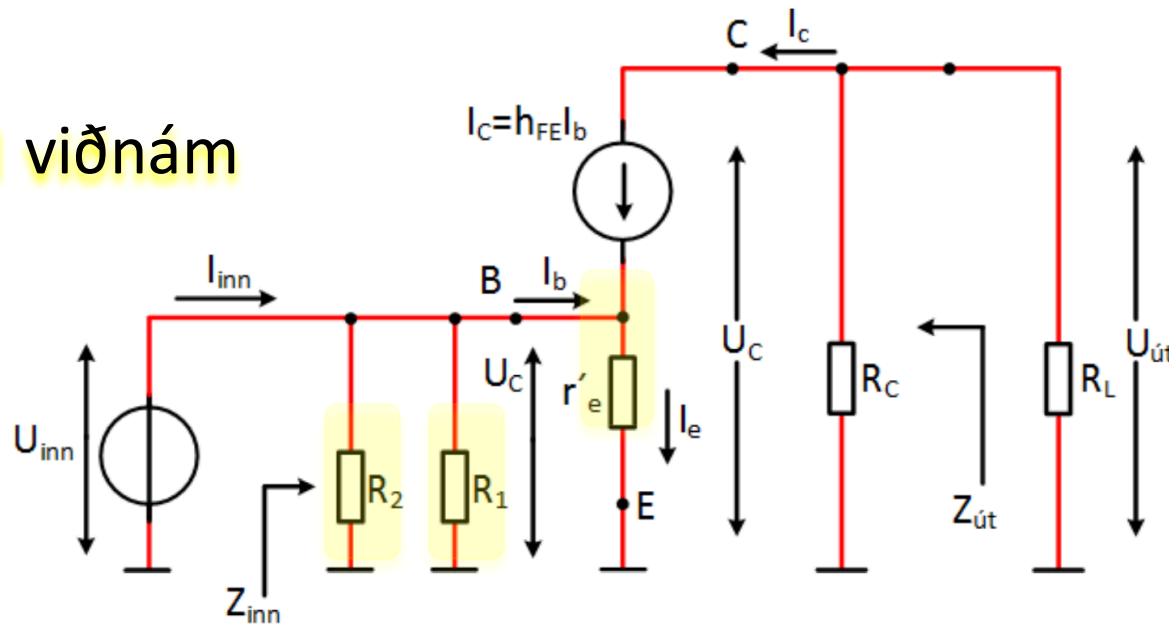 C
I_c
I_C=h_FE I_b
viðnám
I_inn
B
I_b
U_C
U_C
r´_e
I_e
R_C
R_L
U_út
U_inn
R_2
R_1
E
Z_út
Z_inn